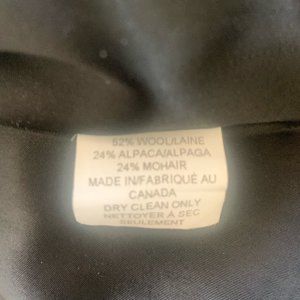 52% WOOL/LAINE
24% ALPACA/ALPAGA
24% MOHAIR
MADE IN/FABRIQUÉ AU
CANADA
DRY CLEAN ONLY
NETTOYER À SEC
SEULEMENT